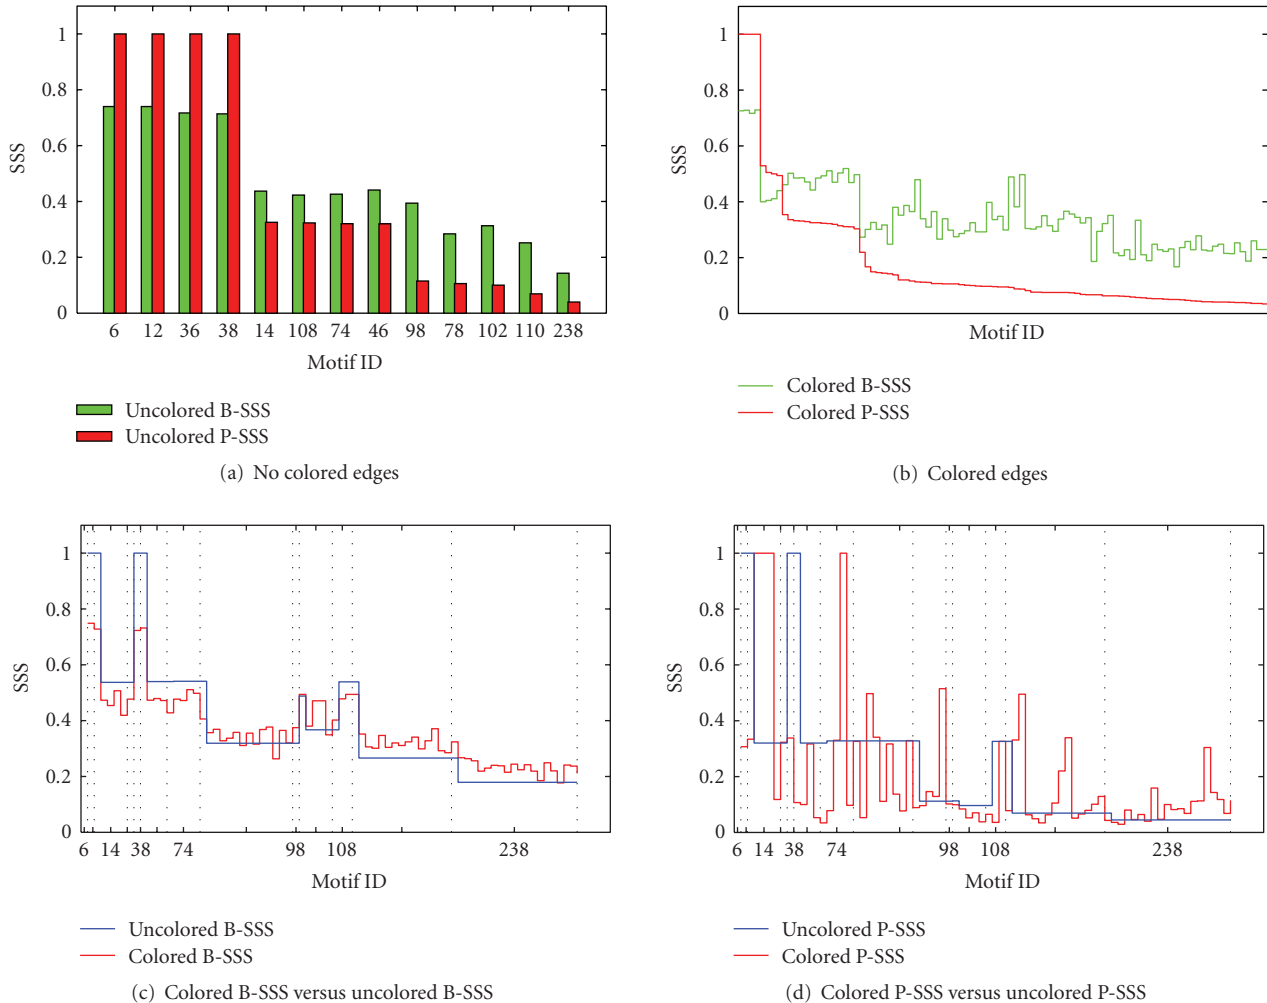 1
0.8
0.6
0.4
0.2
0
SSS
6 12 36 38 14 108 74 46 98 78 102 110 238
Motif ID
Uncolored B-SSS
Uncolored P-SSS
(a) No colored edges
1
0.8
0.6
0.4
0.2
0
SSS
Motif ID
Colored B-SSS
Colored P-SSS
(b) Colored edges
1
0.8
0.6
0.4
0.2
0
SSS
6 14 38 74 98 108 238
Motif ID
Uncolored B-SSS
Colored B-SSS
(c) Colored B-SSS versus uncolored B-SSS
1
0.8
0.6
0.4
0.2
0
SSS
6 14 38 74 98 108 238
Motif ID
Uncolored P-SSS
Colored P-SSS
(d) Colored P-SSS versus uncolored P-SSS